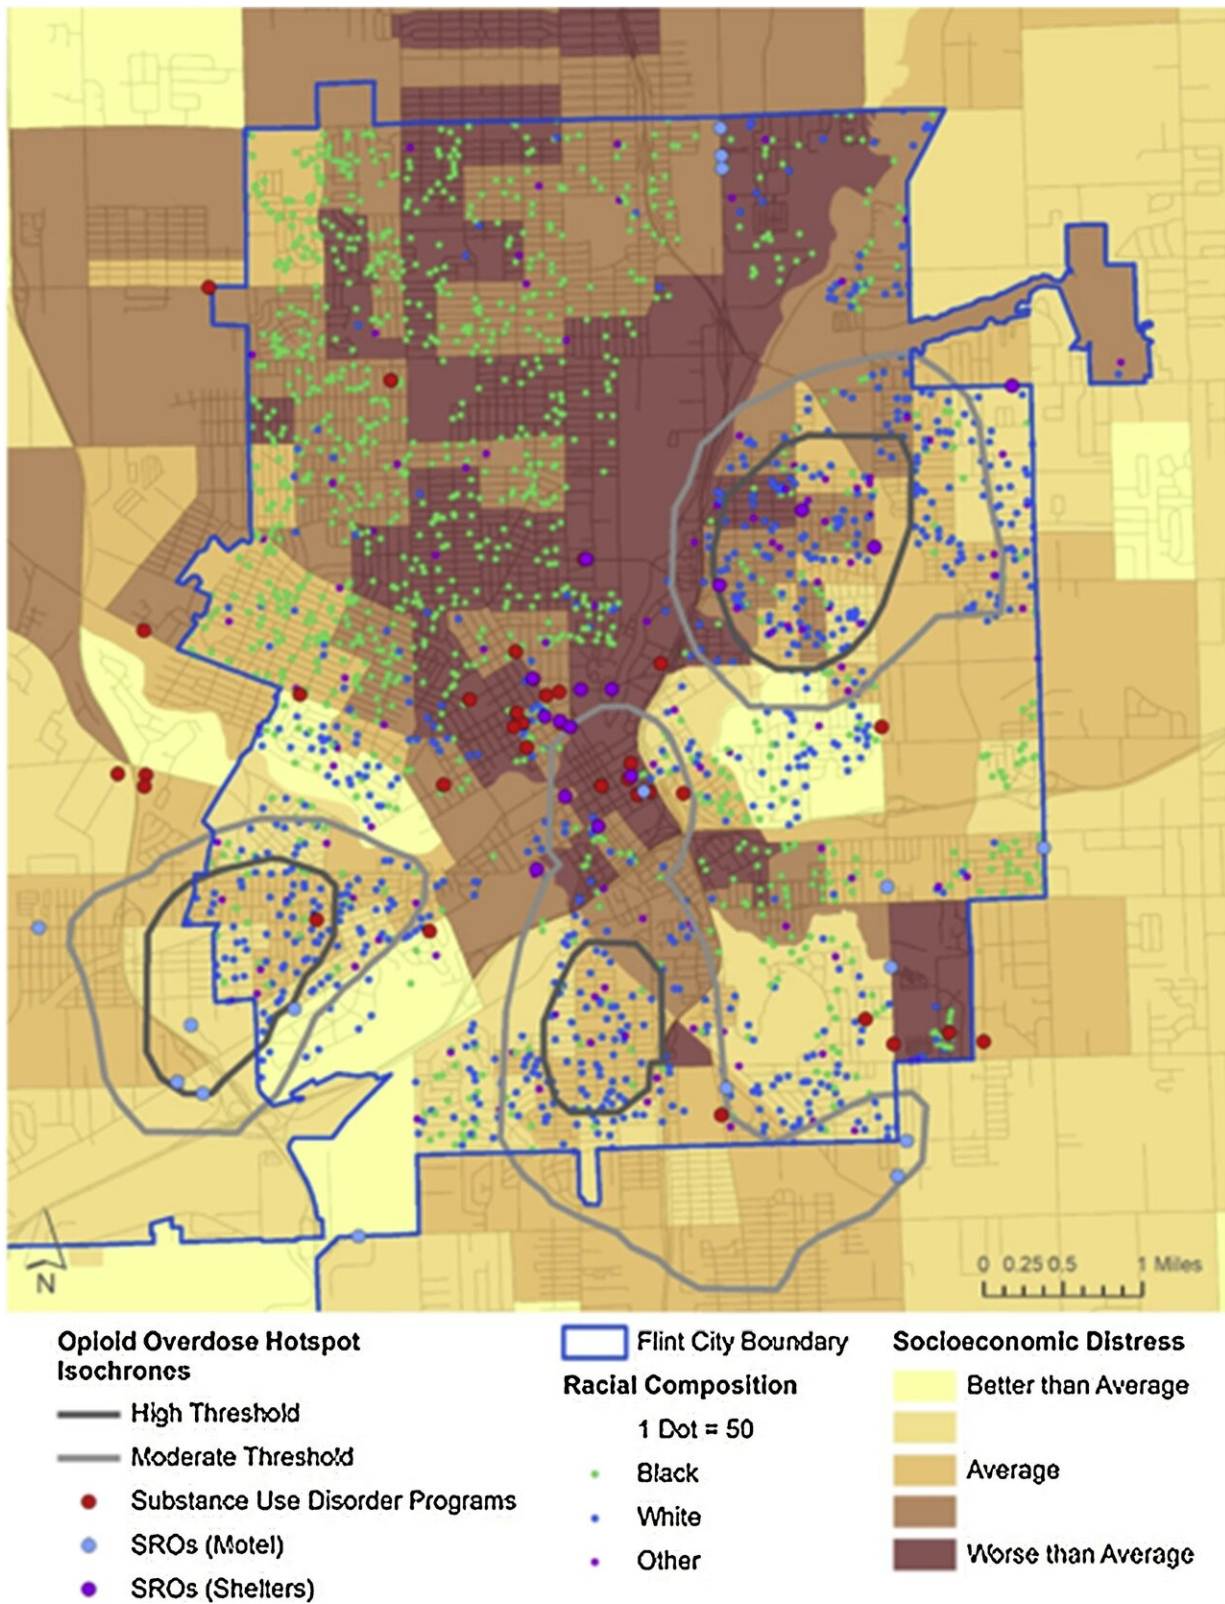 N
0 0.25 0.5 1 Miles
Opioid Overdose Hotspot
Isochrones
High Threshold
Moderate Threshold
Substance Use Disorder Programs
SROs (Motel)
SROs (Shelters)
Flint City Boundary
Racial Composition
1 Dot = 50
Black
White
Other
Socioeconomic Distress
Better than Average
Average
Worse than Average